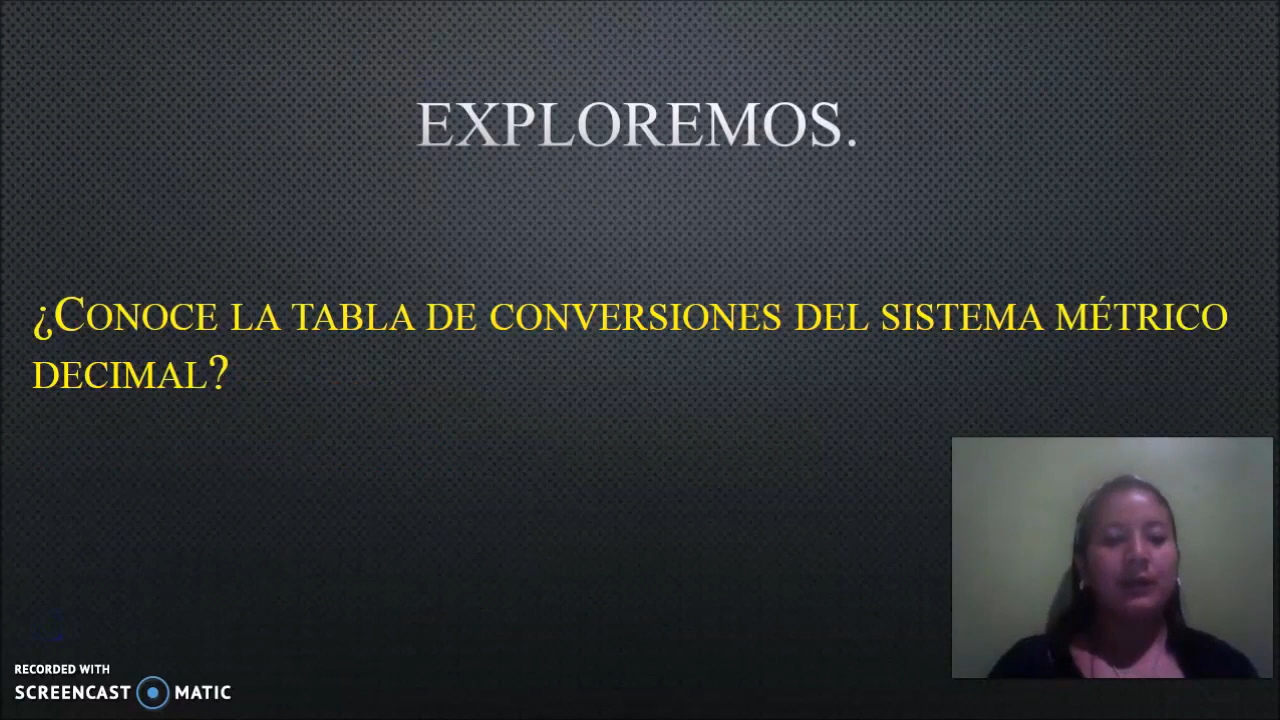 EXPLOREMOS.
¿CONOCE LA TABLA DE CONVERSIONES DEL SISTEMA MÉTRICO
DECIMAL?
RECORDED WITH
SCREENCAST MATIC